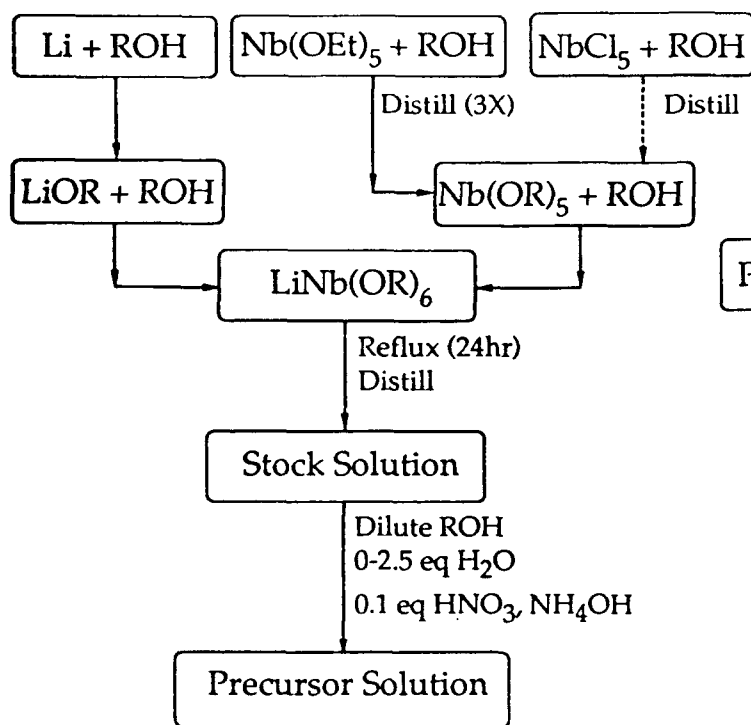 Li + ROH
Nb(OEt)5 + ROH
NbCl5 + ROH
Distill (3X)
Distill
LiOR + ROH
Nb(OR)5 + ROH
LiNb(OR)6
Reflux (24hr)
Distill
Stock Solution
Dilute ROH
0-2.5 eq H2O
0.1 eq HNO3, NH4OH
Precursor Solution